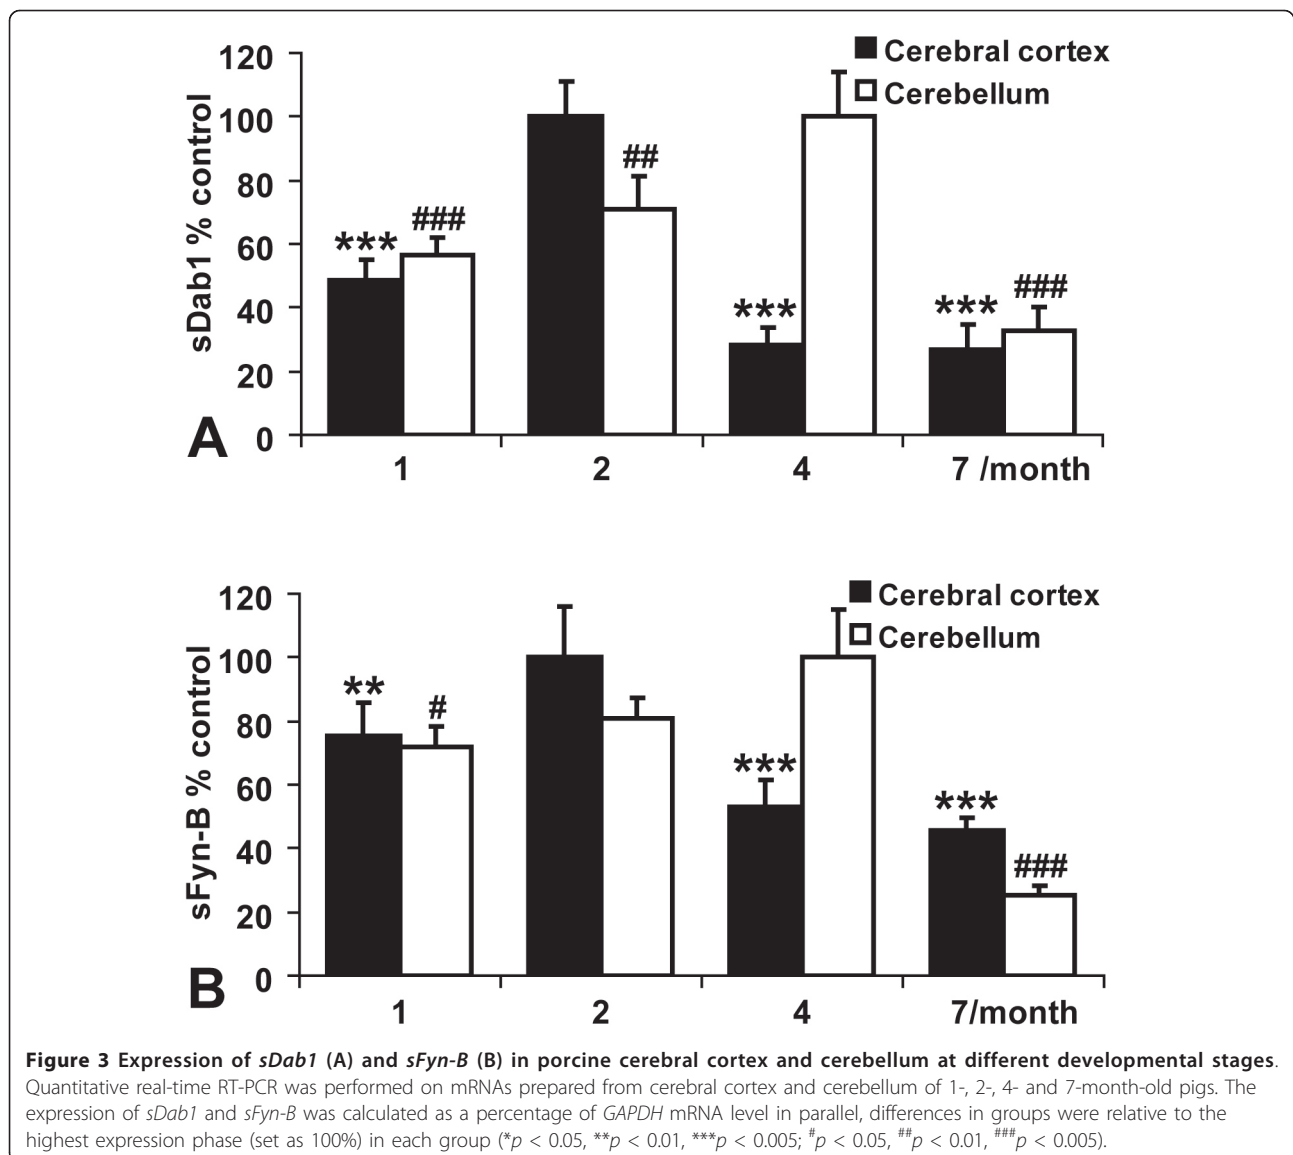 120
100
80
60
40
20
0
sDab1 % control
Cerebral cortex
Cerebellum
***
###
##
***
***
###
A
1 2 4 7 /month
120
100
80
60
40
20
0
sFyn-B % control
Cerebral cortex
Cerebellum
**
#
***
***
###
B
1 2 4 7/month
Figure 3 Expression of sDab1 (A) and sFyn-B (B) in porcine cerebral cortex and cerebellum at different developmental stages.
Quantitative real-time RT-PCR was performed on mRNAs prepared from cerebral cortex and cerebellum of 1-, 2-, 4- and 7-month-old pigs. The
expression of sDab1 and sFyn-B was calculated as a percentage of GAPDH mRNA level in parallel, differences in groups were relative to the
highest expression phase (set as 100%) in each group (*p < 0.05, **p < 0.01, ***p < 0.005; #p < 0.05, ##p < 0.01, ###p < 0.005).